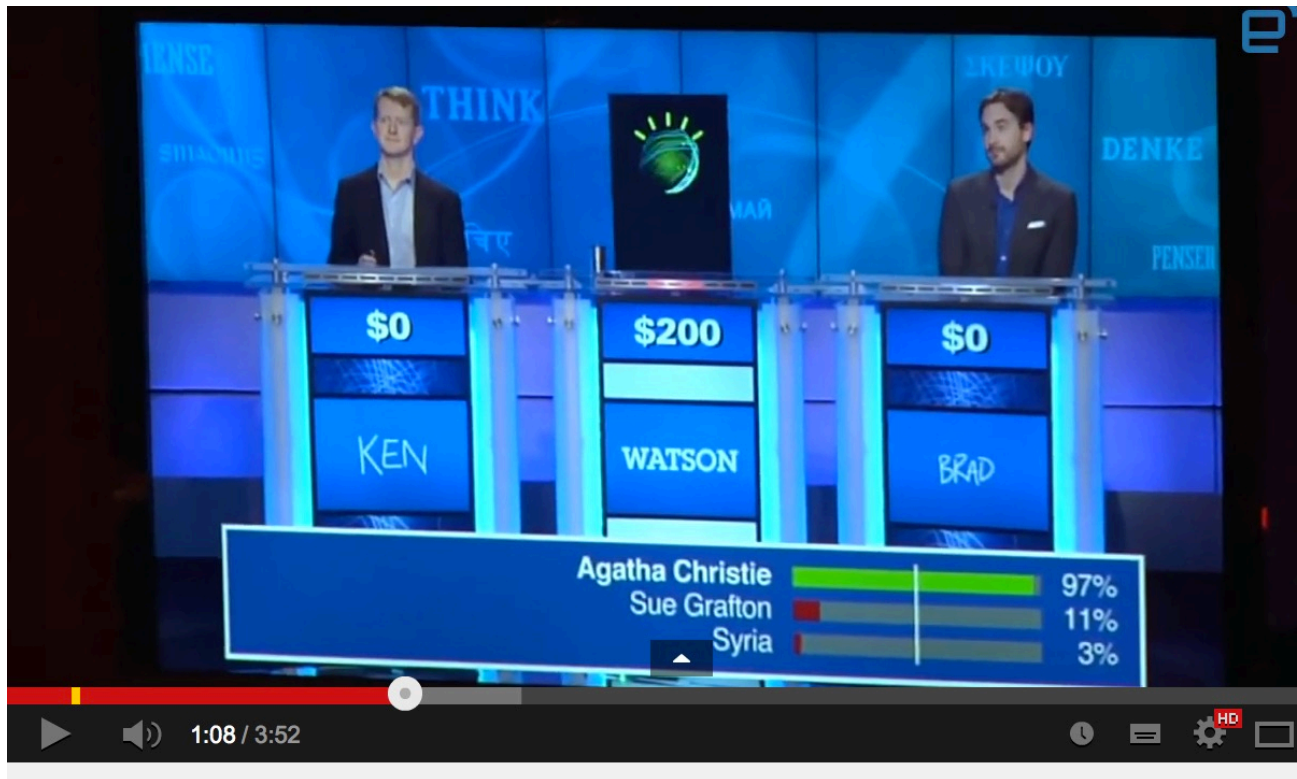 THINK
ΣΚΕΨΟΥ
DENKE
PENSER
$0
$200
$0
KEN
WATSON
BRAD
Agatha Christie 97%
Sue Grafton 11%
Syria 3%
1:08 / 3:52
HD